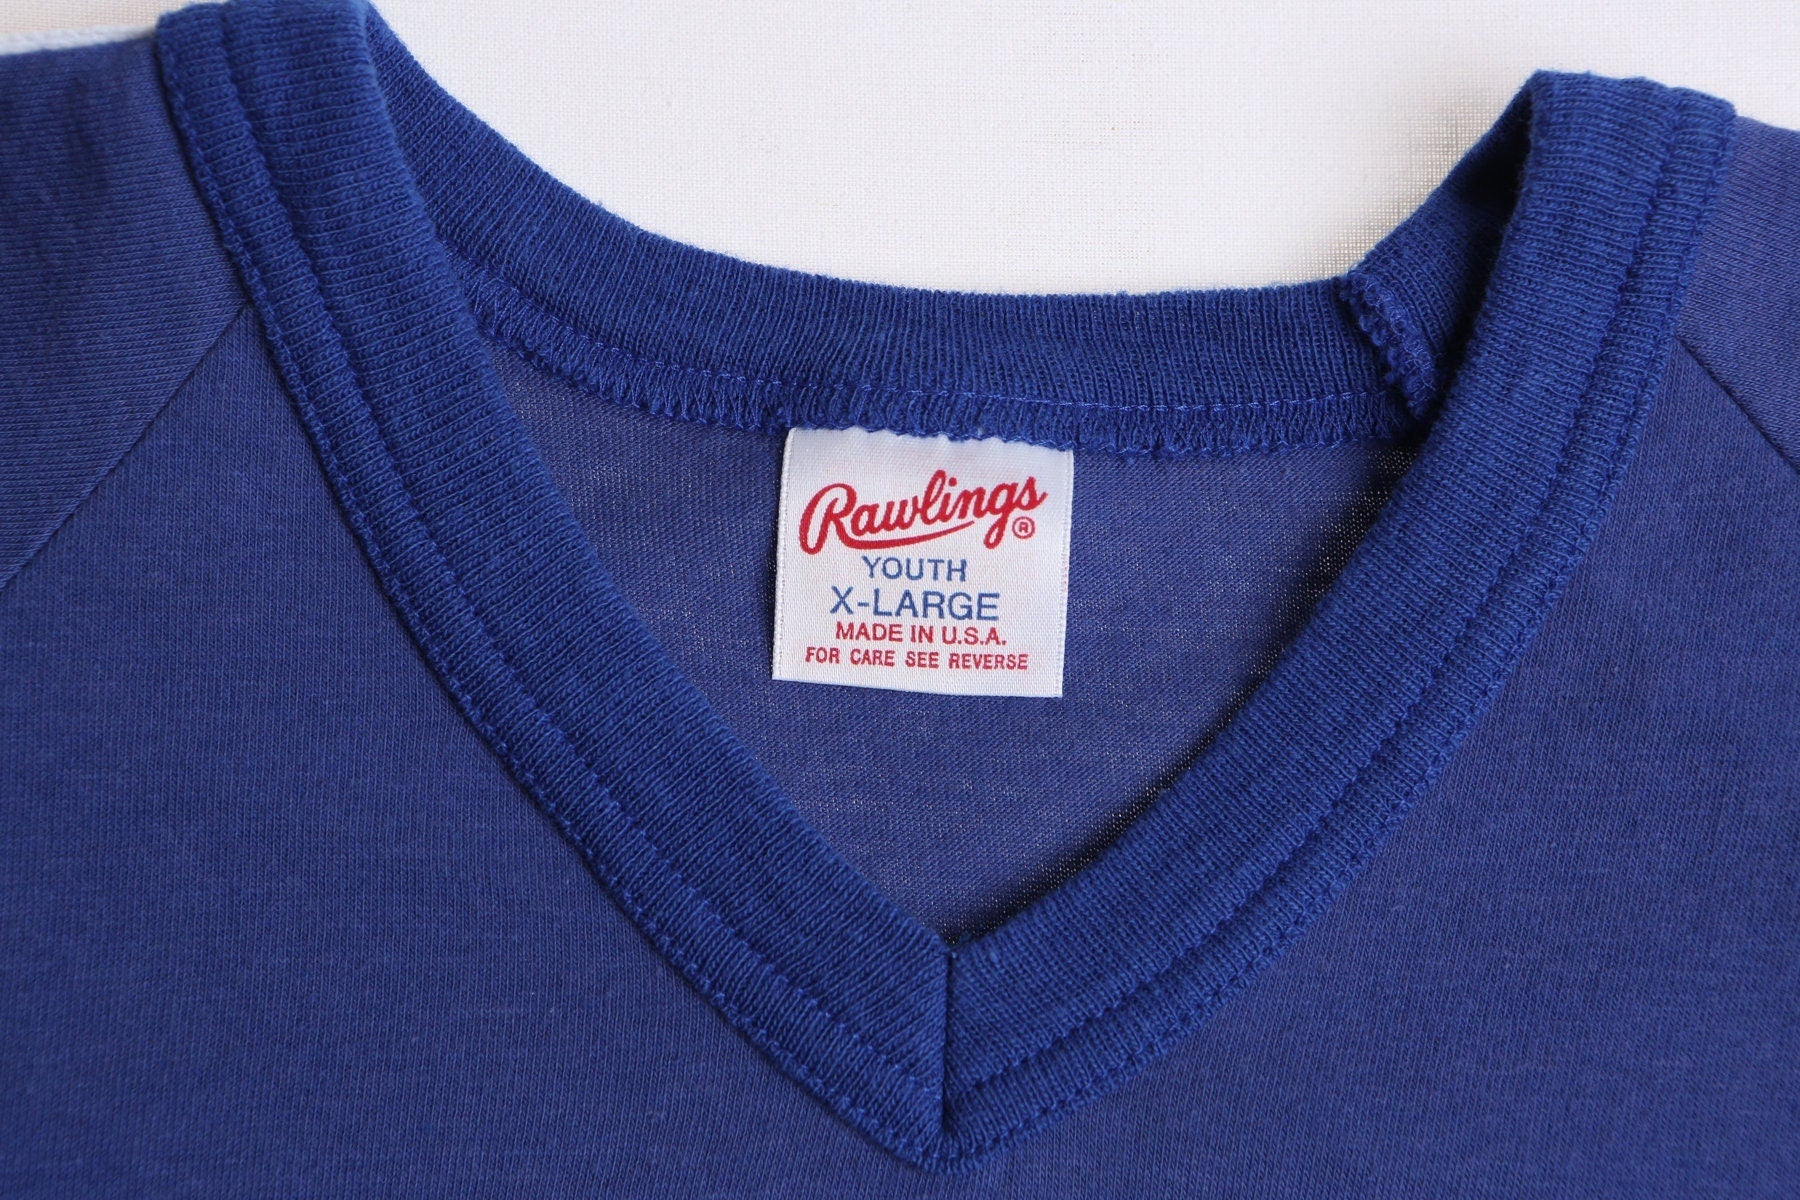 Rawlings®
YOUTH
X-LARGE
MADE IN U.S.A.
FOR CARE SEE REVERSE